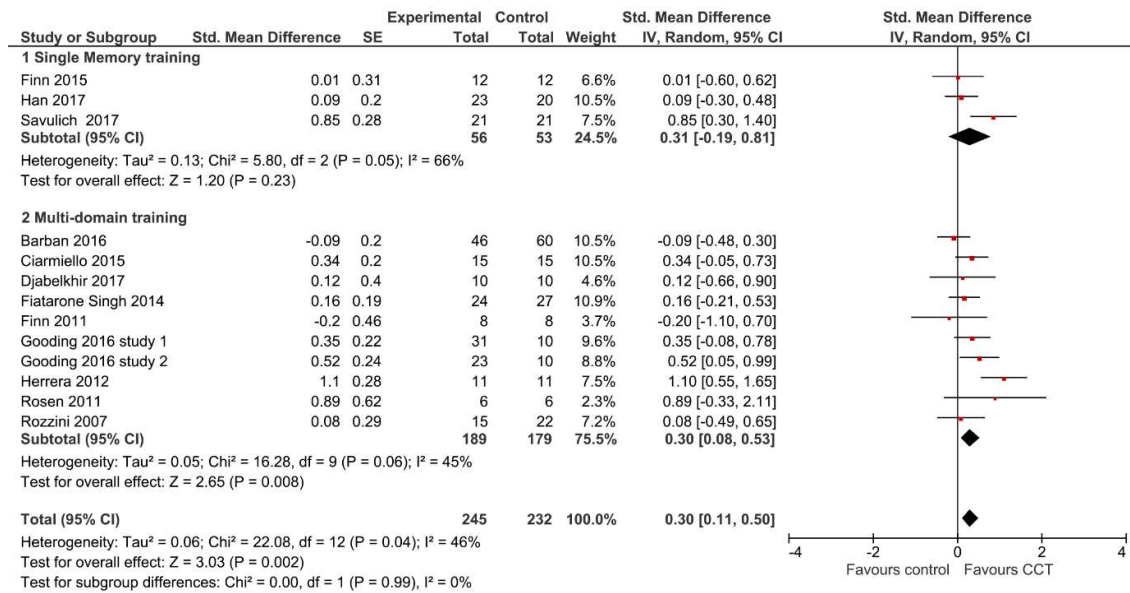 Experimental Control Std. Mean Difference Std. Mean Difference
Study or Subgroup Std. Mean Difference SE Total Total Weight IV, Random, 95% CI IV, Random, 95% CI
1 Single Memory training
Finn 2015 0.01 0.31 12 12 6.6% 0.01 [-0.60, 0.62]
Han 2017 0.09 0.2 23 20 10.5% 0.09 [-0.30, 0.48]
Savulich 2017 0.85 0.28 21 21 7.5% 0.85 [0.30, 1.40]
Subtotal (95% CI) 56 53 24.5% 0.31 [-0.19, 0.81]
Heterogeneity: Tau² = 0.13; Chi² = 5.80, df = 2 (P = 0.05); I² = 66%
Test for overall effect: Z = 1.20 (P = 0.23)
2 Multi-domain training
Barban 2016 -0.09 0.2 46 60 10.5% -0.09 [-0.48, 0.30]
Ciarmiello 2015 0.34 0.2 15 15 10.5% 0.34 [-0.05, 0.73]
Djabelkhir 2017 0.12 0.4 10 10 4.6% 0.12 [-0.66, 0.90]
Fiatarone Singh 2014 0.16 0.19 24 27 10.9% 0.16 [-0.21, 0.53]
Finn 2011 -0.2 0.46 8 8 3.7% -0.20 [-1.10, 0.70]
Gooding 2016 study 1 0.35 0.22 31 10 9.6% 0.35 [-0.08, 0.78]
Gooding 2016 study 2 0.52 0.24 23 10 8.8% 0.52 [0.05, 0.99]
Herrera 2012 1.1 0.28 11 11 7.5% 1.10 [0.55, 1.65]
Rosen 2011 0.89 0.62 6 6 2.3% 0.89 [-0.33, 2.11]
Rozzini 2007 0.08 0.29 15 22 7.2% 0.08 [-0.49, 0.65]
Subtotal (95% CI) 189 179 75.5% 0.30 [0.08, 0.53]
Heterogeneity: Tau² = 0.05; Chi² = 16.28, df = 9 (P = 0.06); I² = 45%
Test for overall effect: Z = 2.65 (P = 0.008)
Total (95% CI) 245 232 100.0% 0.30 [0.11, 0.50]
Heterogeneity: Tau² = 0.06; Chi² = 22.08, df = 12 (P = 0.04); I² = 46%
Test for overall effect: Z = 3.03 (P = 0.002)
Test for subgroup differences: Chi² = 0.00, df = 1 (P = 0.99), I² = 0%
-4 -2 0 2 4
Favours control Favours CCT